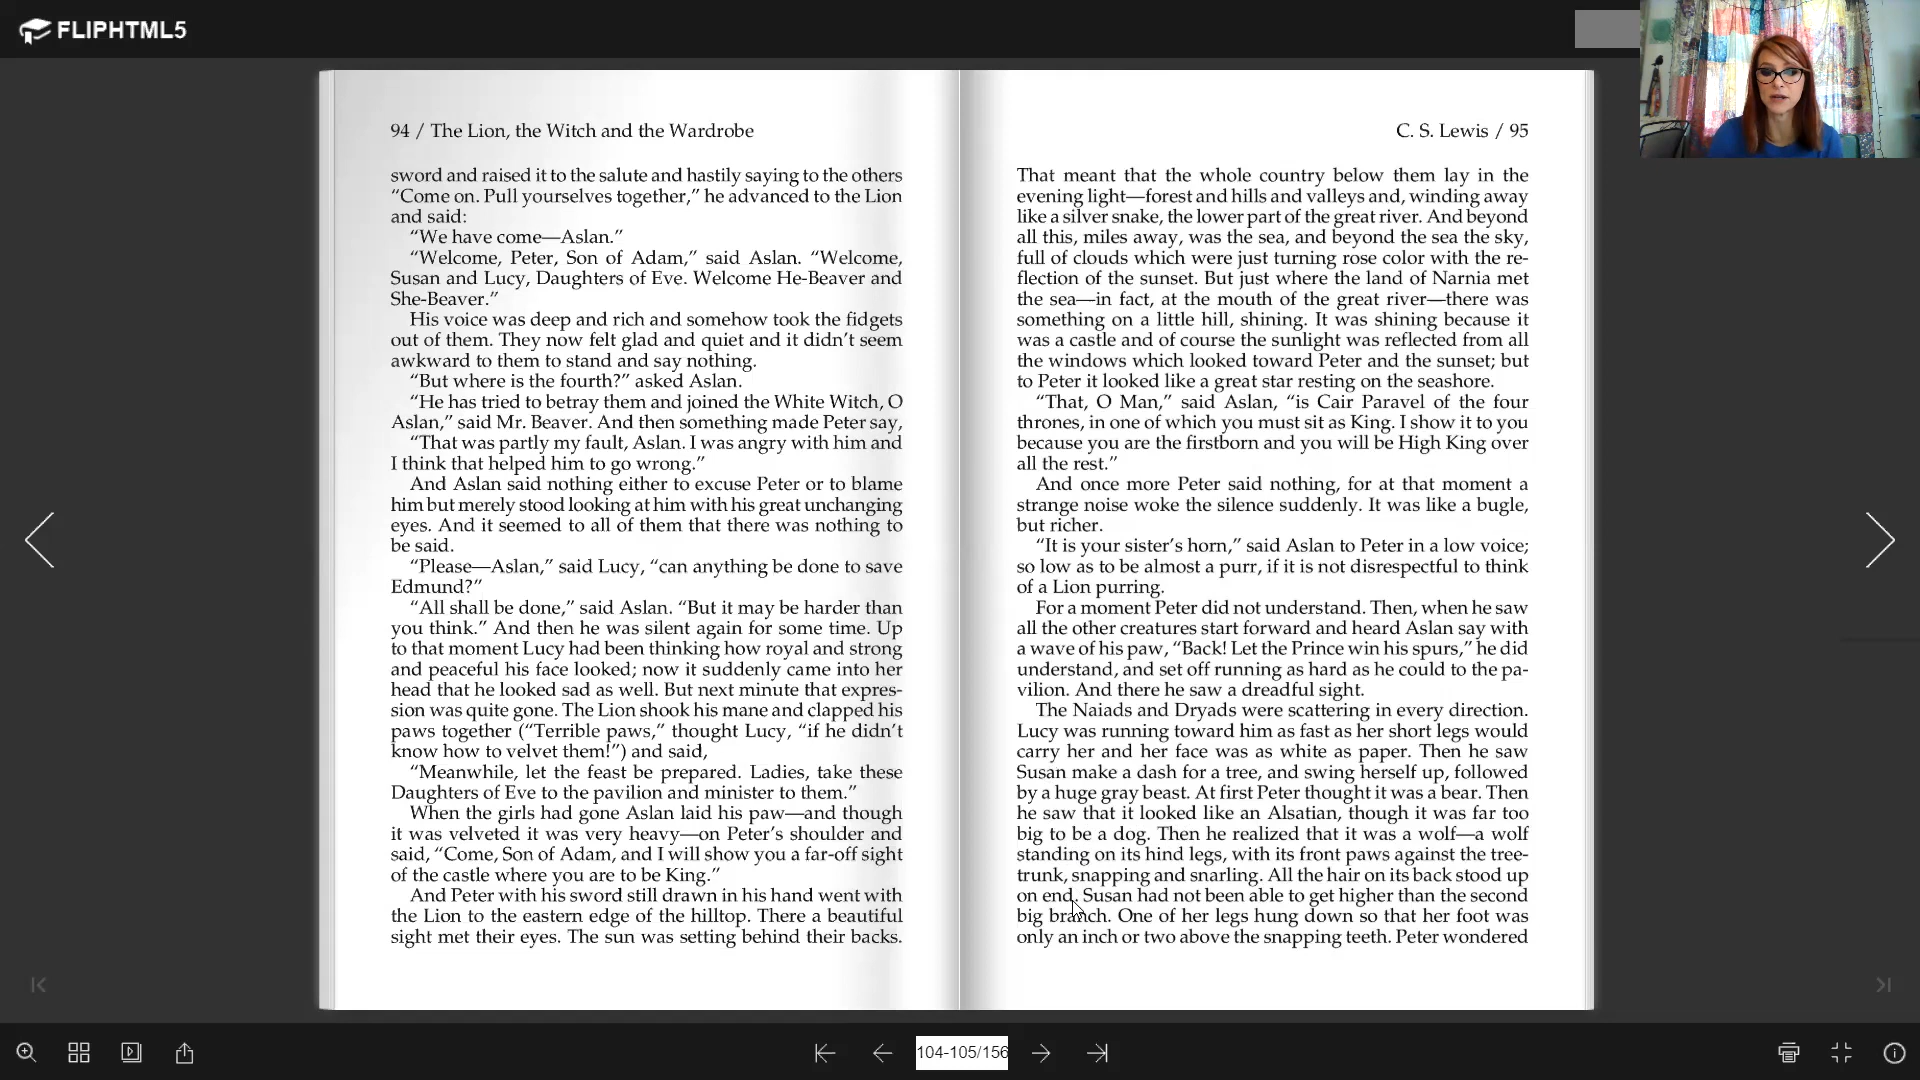 FLIPHTML5
94 / The Lion, the Witch and the Wardrobe
sword and raised it to the salute and hastily saying to the others
“Come on. Pull yourselves together,” he advanced to the Lion
and said:
“We have come—Aslan.”
“Welcome, Peter, Son of Adam,” said Aslan. “Welcome,
Susan and Lucy, Daughters of Eve. Welcome He-Beaver and
She-Beaver.”
His voice was deep and rich and somehow took the fidgets
out of them. They now felt glad and quiet and it didn’t seem
awkward to them to stand and say nothing.
“But where is the fourth?” asked Aslan.
“He has tried to betray them and joined the White Witch, O
Aslan,” said Mr. Beaver. And then something made Peter say,
“That was partly my fault, Aslan. I was angry with him and
I think that helped him to go wrong.”
And Aslan said nothing either to excuse Peter or to blame
him but merely stood looking at him with his great unchanging
eyes. And it seemed to all of them that there was nothing to
be said.
“Please—Aslan,” said Lucy, “can anything be done to save
Edmund?”
“All shall be done,” said Aslan. “But it may be harder than
you think.” And then he was silent again for some time. Up
to that moment Lucy had been thinking how royal and strong
and peaceful his face looked; now it suddenly came into her
head that he looked sad as well. But next minute that expres-
sion was quite gone. The Lion shook his mane and clapped his
paws together (“Terrible paws,” thought Lucy, “if he didn’t
know how to velvet them!”) and said,
“Meanwhile, let the feast be prepared. Ladies, take these
Daughters of Eve to the pavilion and minister to them.”
When the girls had gone Aslan laid his paw—and though
it was velveted it was very heavy—on Peter’s shoulder and
said, “Come, Son of Adam, and I will show you a far-off sight
of the castle where you are to be King.”
And Peter with his sword still drawn in his hand went with
the Lion to the eastern edge of the hilltop. There a beautiful
sight met their eyes. The sun was setting behind their backs.
C. S. Lewis / 95
That meant that the whole country below them lay in the
evening light—forest and hills and valleys and, winding away
like a silver snake, the lower part of the great river. And beyond
all this, miles away, was the sea, and beyond the sea the sky,
full of clouds which were just turning rose color with the re-
flection of the sunset. But just where the land of Narnia met
the sea—in fact, at the mouth of the great river—there was
something on a little hill, shining. It was shining because it
was a castle and of course the sunlight was reflected from all
the windows which looked toward Peter and the sunset; but
to Peter it looked like a great star resting on the seashore.
“That, O Man,” said Aslan, “is Cair Paravel of the four
thrones, in one of which you must sit as King. I show it to you
because you are the firstborn and you will be High King over
all the rest.”
And once more Peter said nothing, for at that moment a
strange noise woke the silence suddenly. It was like a bugle,
but richer.
“It is your sister’s horn,” said Aslan to Peter in a low voice;
so low as to be almost a purr, if it is not disrespectful to think
of a Lion purring.
For a moment Peter did not understand. Then, when he saw
all the other creatures start forward and heard Aslan say with
a wave of his paw, “Back! Let the Prince win his spurs,” he did
understand, and set off running as hard as he could to the pa-
vilion. And there he saw a dreadful sight.
The Naiads and Dryads were scattering in every direction.
Lucy was running toward him as fast as her short legs would
carry her and her face was as white as paper. Then he saw
Susan make a dash for a tree, and swing herself up, followed
by a huge gray beast. At first Peter thought it was a bear. Then
he saw that it looked like an Alsatian, though it was far too
big to be a dog. Then he realized that it was a wolf—a wolf
standing on its hind legs, with its front paws against the tree-
trunk, snapping and snarling. All the hair on its back stood up
on end. Susan had not been able to get higher than the second
big branch. One of her legs hung down so that her foot was
only an inch or two above the snapping teeth. Peter wondered
104-105/156